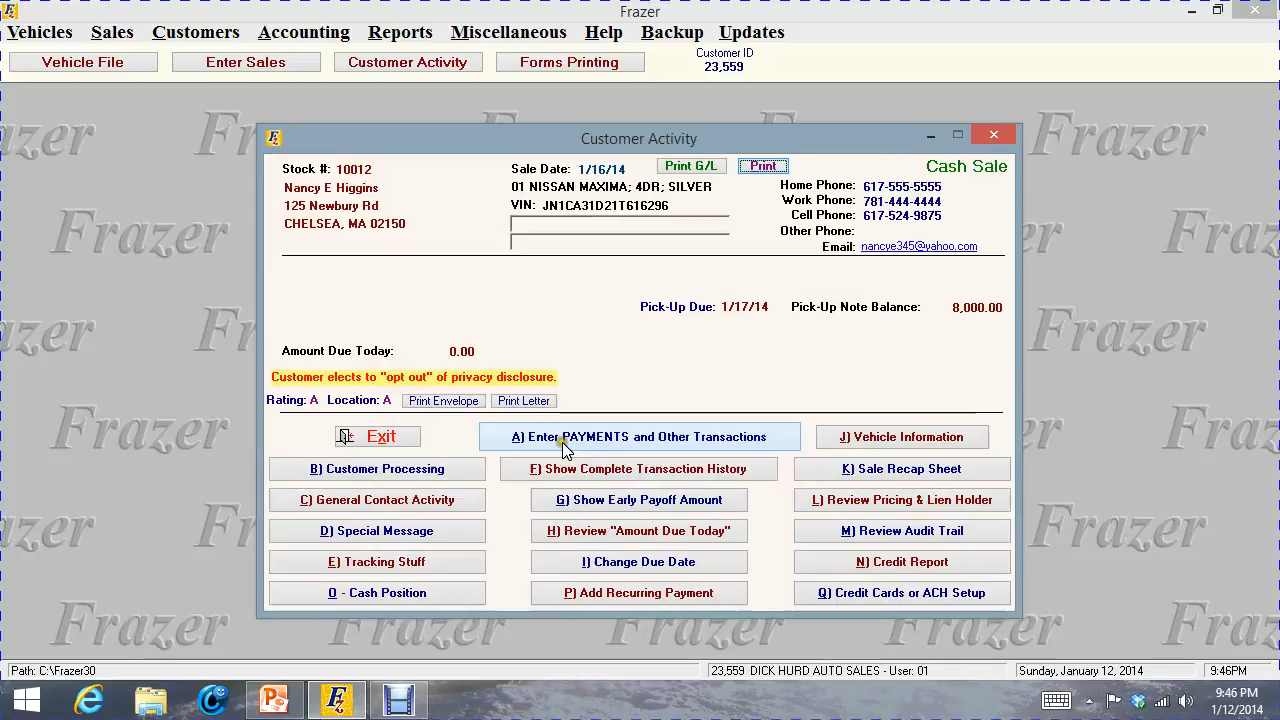 Frazer
Vehicles Sales Customers Accounting Reports Miscellaneous Help Backup Updates
Vehicle File Enter Sales Customer Activity Forms Printing
Customer ID
23,559
Customer Activity
Stock #: 10012 Sale Date: 1/16/14 Print G/L Print Cash Sale
Nancy E Higgins 01 NISSAN MAXIMA; 4DR; SILVER Home Phone: 617-555-5555
125 Newbury Rd VIN: JN1CA31D21T616296 Work Phone: 781-444-4444
CHELSEA, MA 02150 Cell Phone: 617-524-9875
Other Phone:
Email: nancye345@yahoo.com
Pick-Up Due: 1/17/14 Pick-Up Note Balance: 8,000.00
Amount Due Today: 0.00
Customer elects to "opt out" of privacy disclosure.
Rating: A Location: A Print Envelope Print Letter
Exit A) Enter PAYMENTS and Other Transactions J) Vehicle Information
B) Customer Processing F) Show Complete Transaction History K) Sale Recap Sheet
C) General Contact Activity G) Show Early Payoff Amount L) Review Pricing & Lien Holder
D) Special Message H) Review "Amount Due Today" M) Review Audit Trail
E) Tracking Stuff I) Change Due Date N) Credit Report
O - Cash Position P) Add Recurring Payment Q) Credit Cards or ACH Setup
Path: C:\Frazer30 23,559 DICK HURD AUTO SALES - User: 01 Sunday, January 12, 2014 9:46PM
9:46 PM
1/12/2014